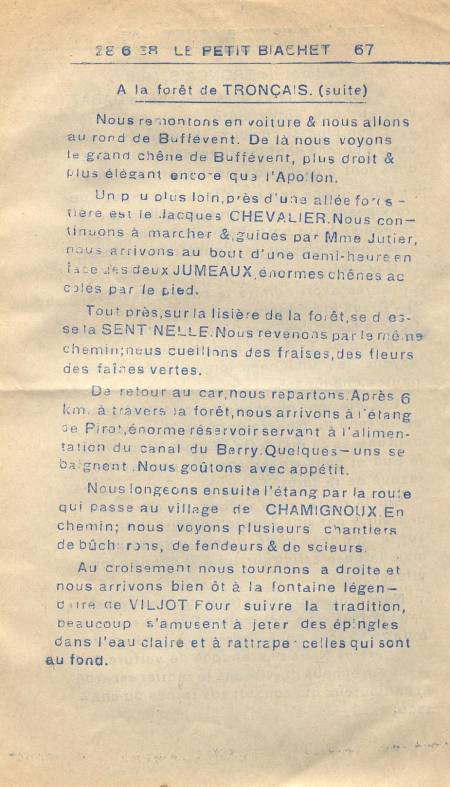 28 6 38 LE PETIT BIACHET 67
A la forêt de TRONÇAIS. (suite)
Nous remontons en voiture & nous allons
au rond de Buffévent. De là nous voyons
le grand chêne de Buffévent, plus droit &
plus élégant encore que l'Apollon.
Un peu plus loin,près d'une allée fores-
tière est le Jacques CHEVALIER.Nous con-
tinuons à marcher &,guidés par Mme Jutier,
nous arrivons au bout d'une demi-heure en
face des deux JUMEAUX,énormes chênes ac
colés par le pied.
Tout près,sur la lisière de la forêt,se dres-
se la SENTINELLE.Nous revenons par le même
chemin;nous cueillons des fraises,des fleurs
des faînes vertes.
De retour au car,nous repartons.Après 6
km. à travers la forêt,nous arrivons à l'étang
de Pirot,énorme réservoir servant à l'alimen-
tation du canal du Berry.Quelques-uns se
baignent.Nous goûtons avec appétit.
Nous longeons ensuite l'étang par la route
qui passe au village de CHAMIGNOUX.En
chemin; nous voyons plusieurs chantiers
de bûcherons, de fendeurs & de scieurs.
Au croisement nous tournons a droite et
nous arrivons bientôt à la fontaine légen-
daire de VILJOT Pour suivre la tradition,
beaucoup s'amusent à jeter des épingles
dans l'eau claire et à rattraper celles qui sont
au fond.